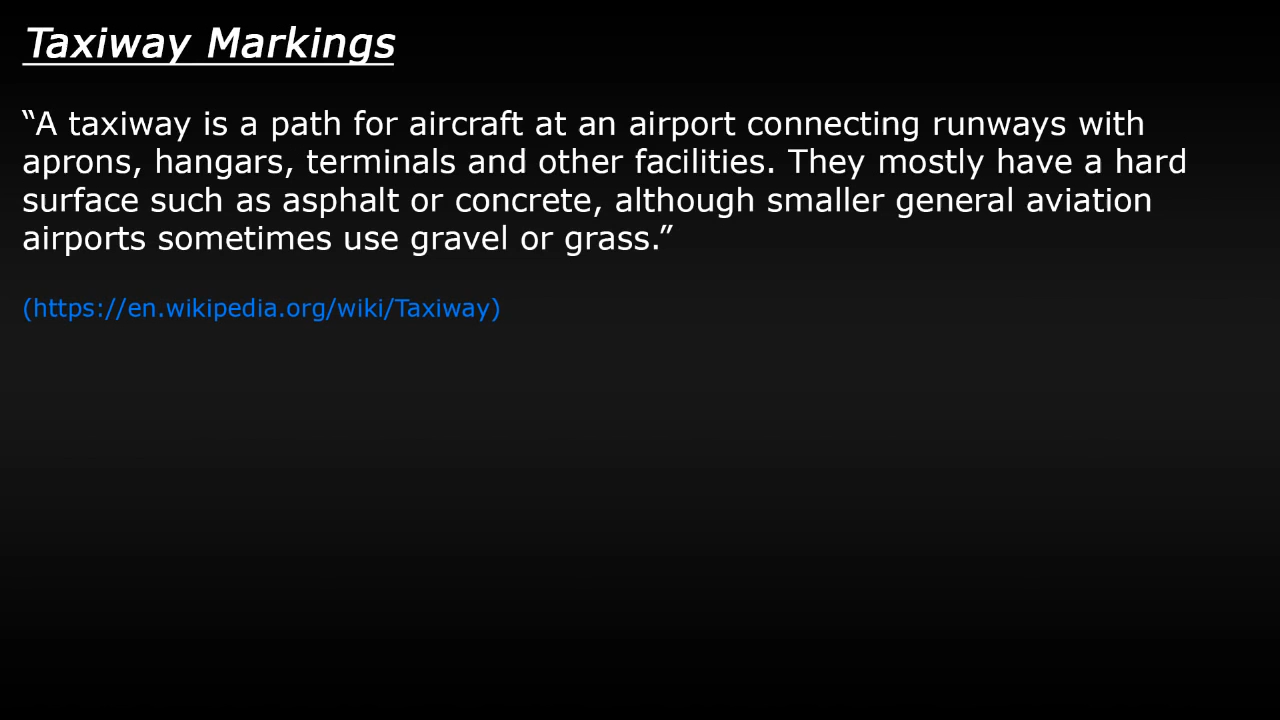 Taxiway Markings
“A taxiway is a path for aircraft at an airport connecting runways with
aprons, hangars, terminals and other facilities. They mostly have a hard
surface such as asphalt or concrete, although smaller general aviation
airports sometimes use gravel or grass.”
(https://en.wikipedia.org/wiki/Taxiway)